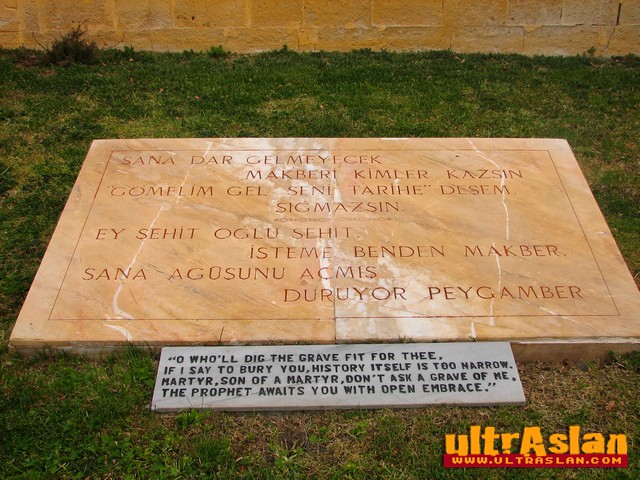 SANA DAR GELMEYECEK
MAKBERİ KİMLER KAZSIN
"GÖMELİM GEL, SENİ TARİHE" DESEM,
SIĞMAZSIN.
EY ŞEHİT OĞLU ŞEHİT,
İSTEME BENDEN MAKBER,
SANA AGÜSUNU AÇMIŞ
DURUYOR PEYGAMBER
"O WHO'LL DIG THE GRAVE FIT FOR THEE,
IF I SAY TO BURY YOU, HISTORY ITSELF IS TOO NARROW.
MARTYR, SON OF A MARTYR, DON'T ASK A GRAVE OF ME,
THE PROPHET AWAITS YOU WITH OPEN EMBRACE."
ultrAslan
WWW.ULTRASLAN.COM